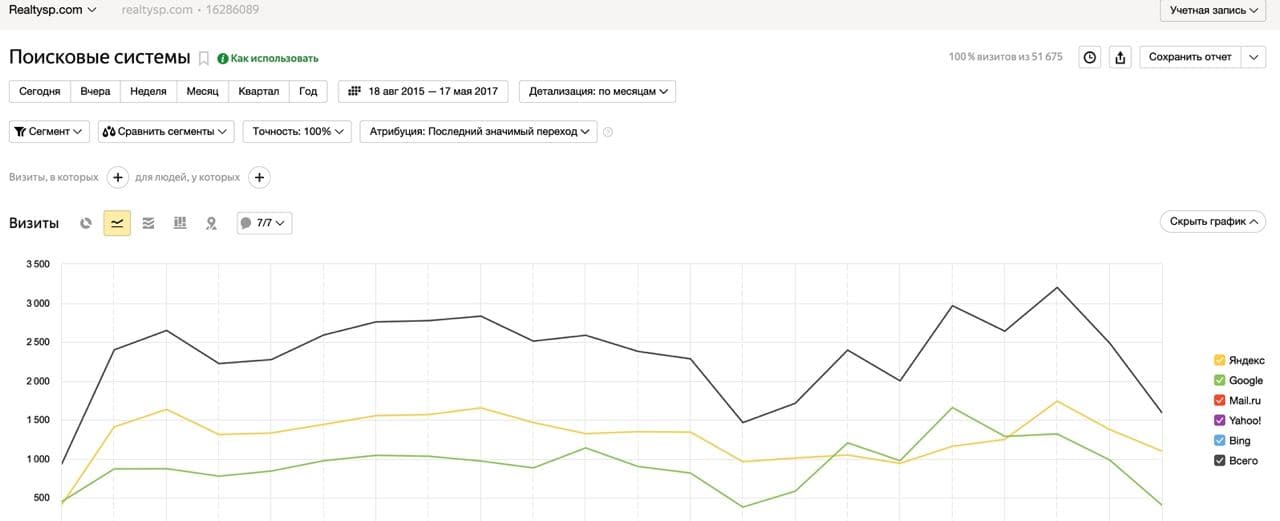 Realtysp.com realtysp.com • 16286089 Учетная запись
Поисковые системы Как использовать 100 % визитов из 51 675 Сохранить отчет
Сегодня Вчера Неделя Месяц Квартал Год 18 авг 2015 — 17 мая 2017 Детализация: по месяцам
Сегмент Сравнить сегменты Точность: 100% Атрибуция: Последний значимый переход
Визиты, в которых + для людей, у которых +
Визиты 7/7 Скрыть график
3 500
3 000
2 500
2 000
1 500
1 000
500
Яндекс
Google
Mail.ru
Yahoo!
Bing
Всего